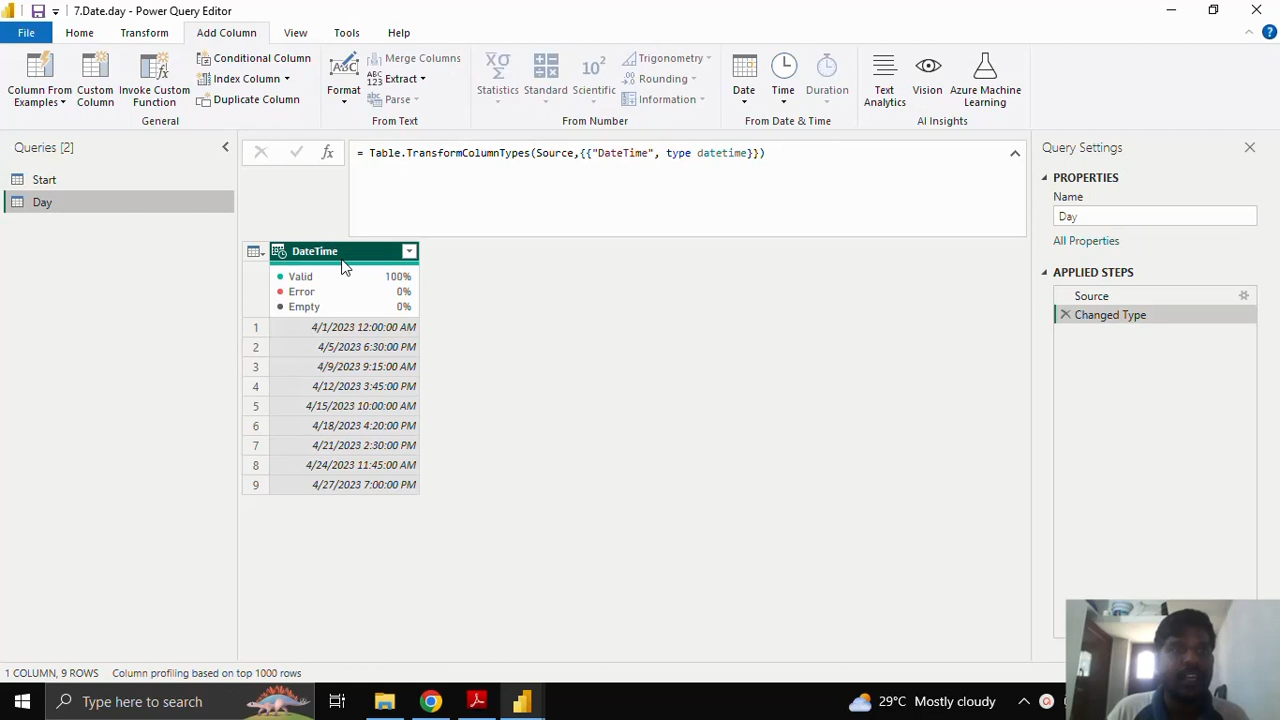 7.Date.day - Power Query Editor
File Home Transform Add Column View Tools Help
Column From Examples
Custom Column
Invoke Custom Function
Conditional Column
Index Column
Duplicate Column
General
Format
ABC
123
Merge Columns
Extract
Parse
From Text
Statistics
Standard
Scientific
Trigonometry
Rounding
Information
From Number
Date
Time
Duration
From Date & Time
Text Analytics
Vision
Azure Machine Learning
AI Insights
Queries [2]
Start
Day
fx
= Table.TransformColumnTypes(Source,{{"DateTime", type datetime}})
DateTime
Valid 100%
Error 0%
Empty 0%
1 4/1/2023 12:00:00 AM
2 4/5/2023 6:30:00 PM
3 4/9/2023 9:15:00 AM
4 4/12/2023 3:45:00 PM
5 4/15/2023 10:00:00 AM
6 4/18/2023 4:20:00 PM
7 4/21/2023 2:30:00 PM
8 4/24/2023 11:45:00 AM
9 4/27/2023 7:00:00 PM
Query Settings
PROPERTIES
Name
Day
All Properties
APPLIED STEPS
Source
Changed Type
1 COLUMN, 9 ROWS Column profiling based on top 1000 rows
Type here to search
29°C Mostly cloudy